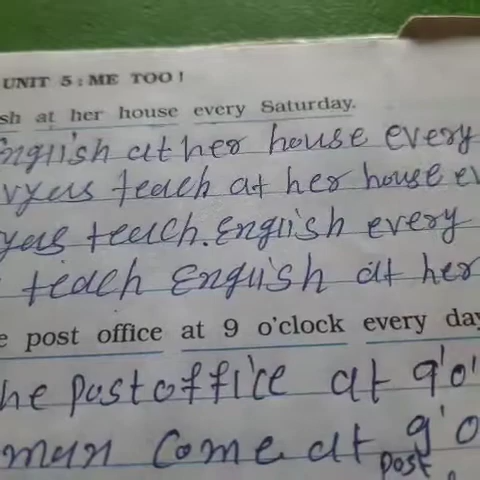 UNIT 5 : ME TOO !
sh at her house every Saturday.
English at her house every
teach at her house ev
teach. English every
teach English at her
e post office at 9 o'clock every day
he post office at 9'o'
man come at 9'o
post